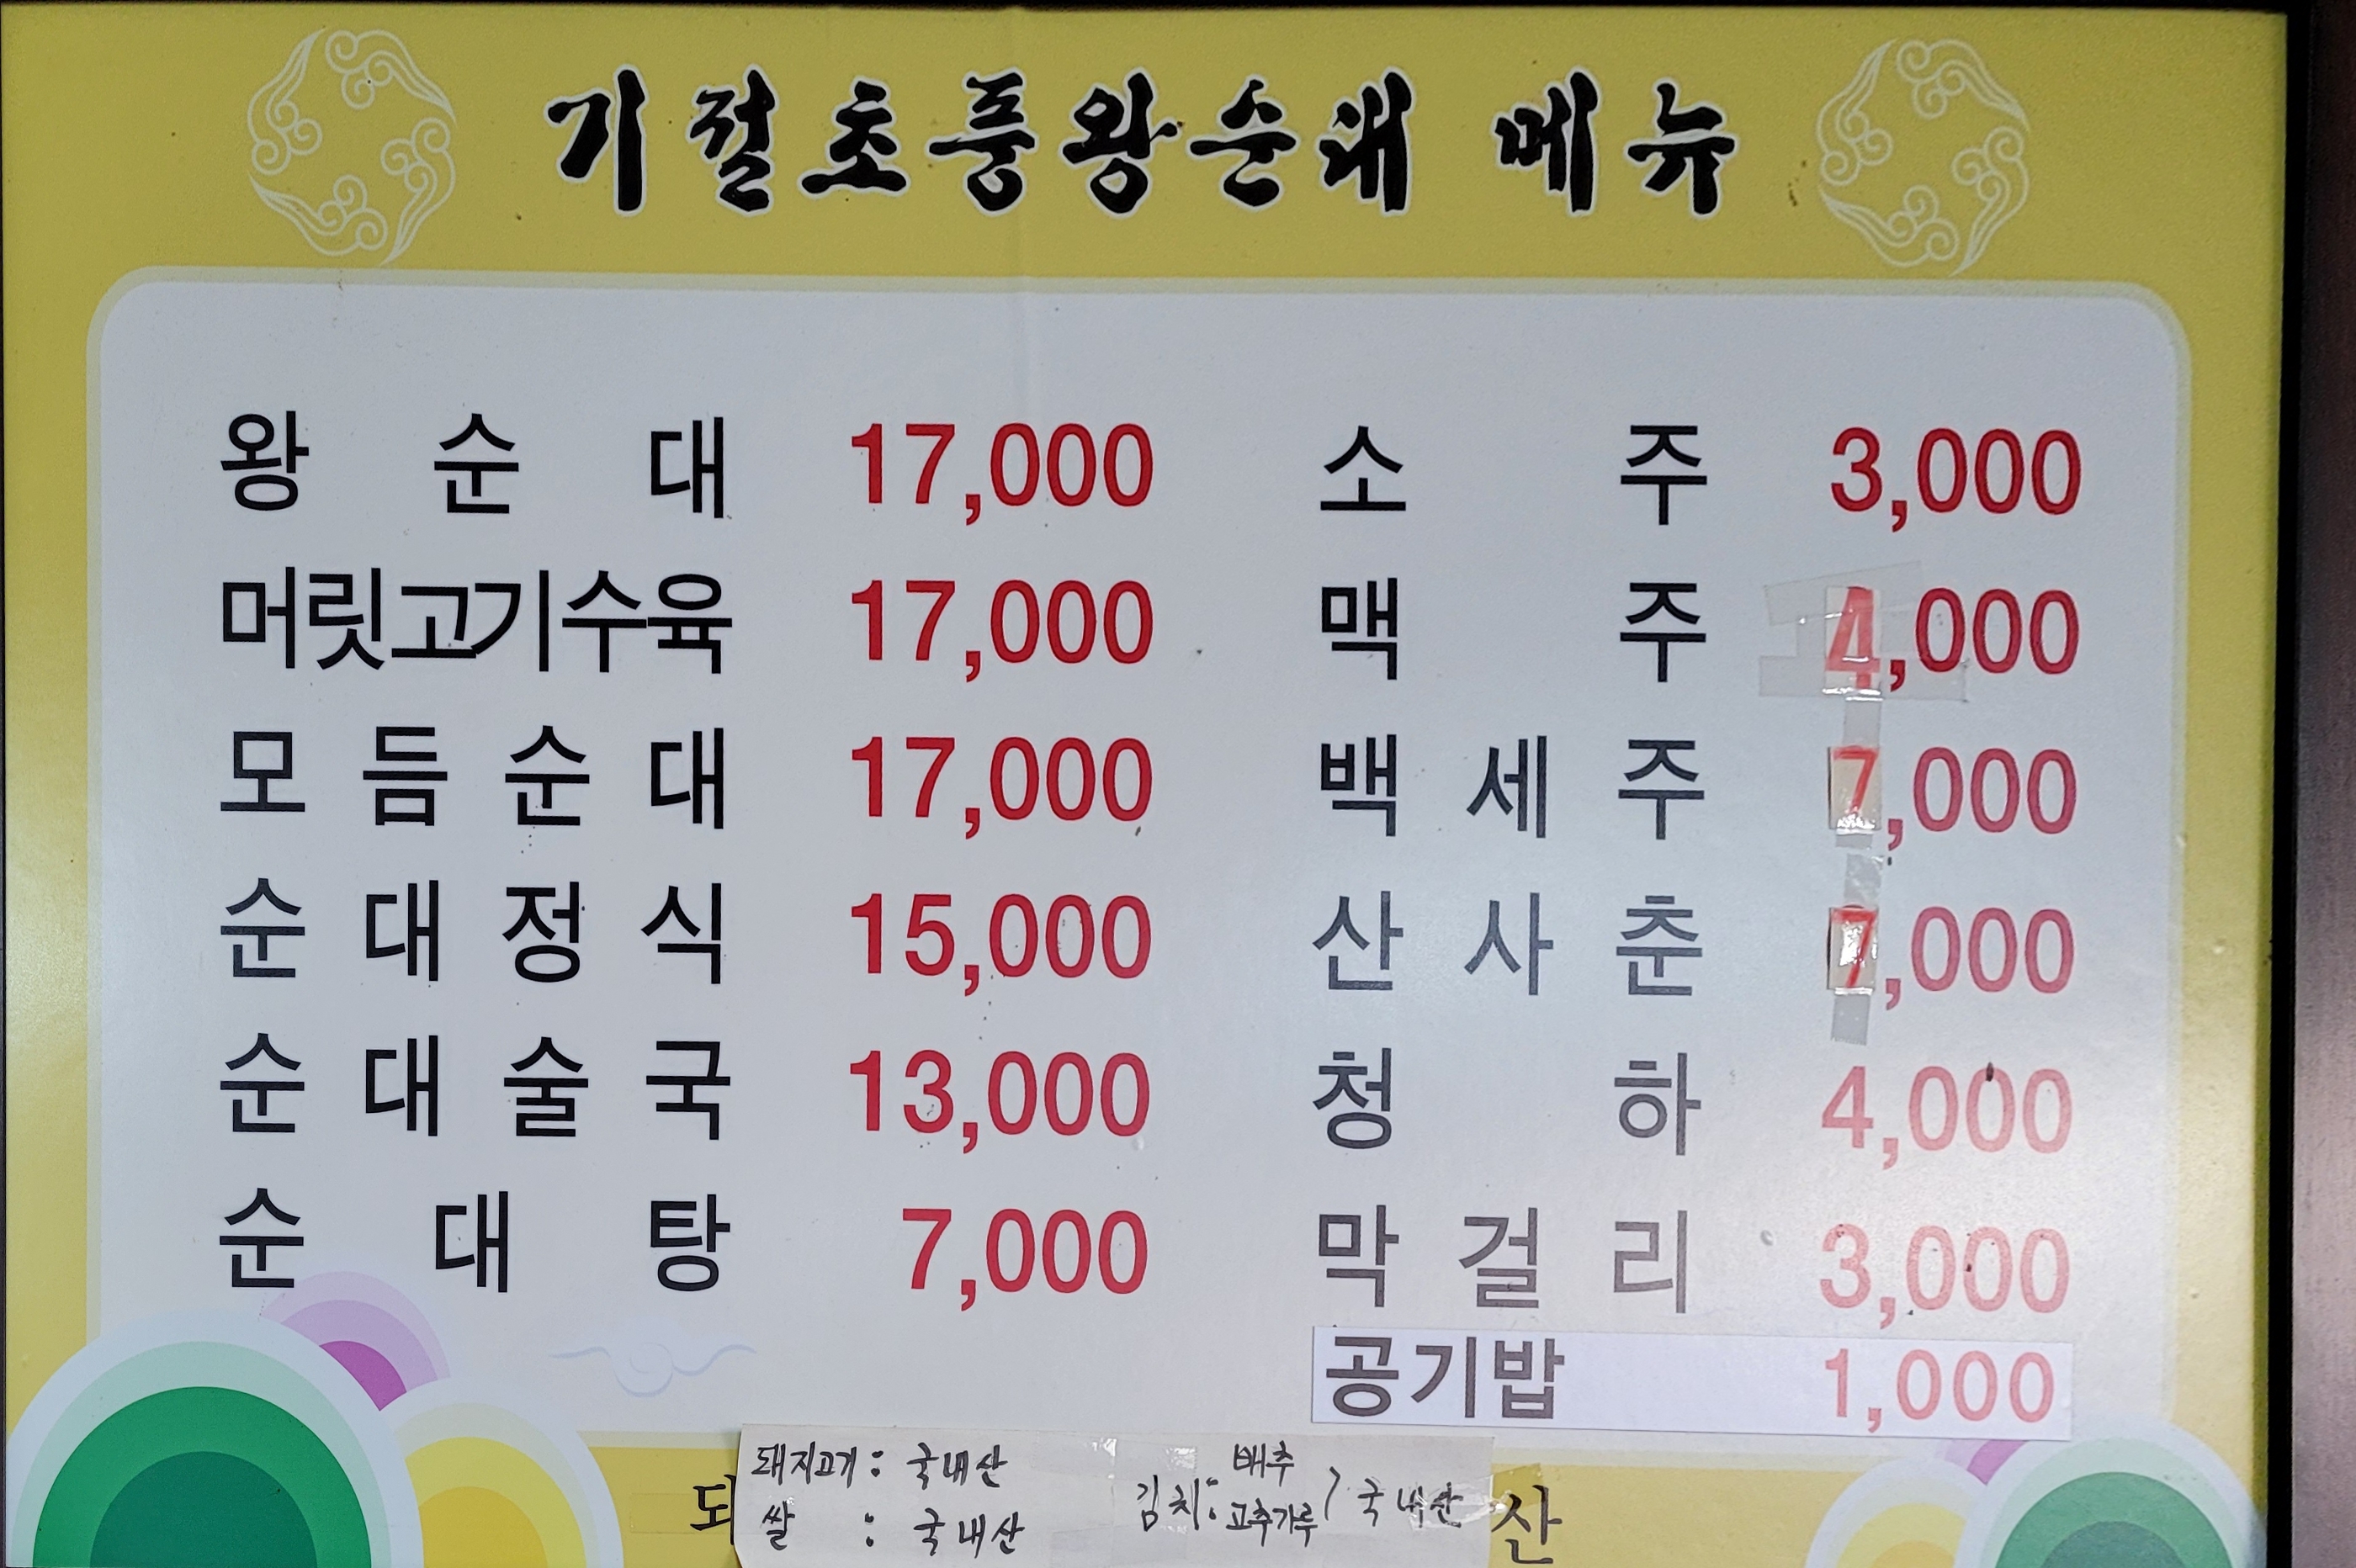 기절초풍왕순대 메뉴
왕순대 17,000
머릿고기수육 17,000
모듬순대 17,000
순대정식 15,000
순대술국 13,000
순대탕 7,000
소주 3,000
맥주 4,000
백세주 7,000
산사춘 7,000
청하 4,000
막걸리 3,000
공기밥 1,000
돼지고기 : 국내산
쌀 : 국내산
김치 : 배추 고추가루 ) 국내산
산